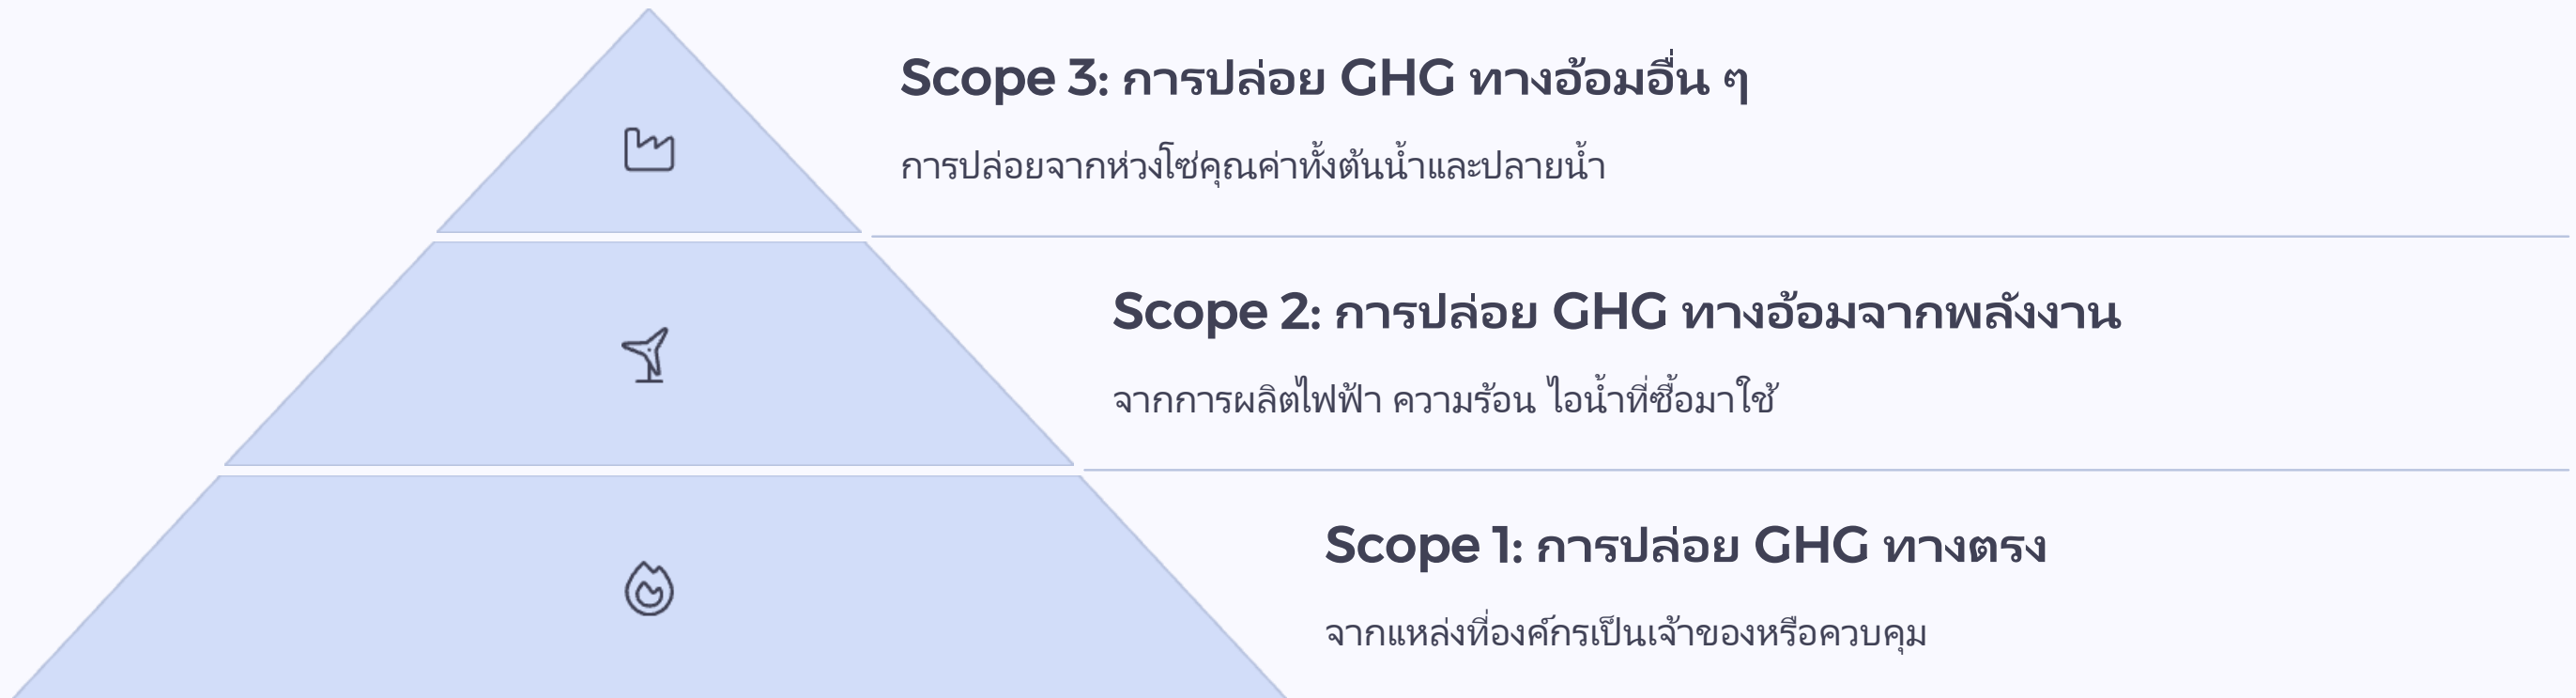 Scope 3: การปล่อย GHG ทางอ้อมอื่น ๆ
การปล่อยจากห่วงโซ่คุณค่าทั้งต้นน้ำและปลายน้ำ
Scope 2: การปล่อย GHG ทางอ้อมจากพลังงาน
จากการผลิตไฟฟ้า ความร้อน ไอน้ำที่ซื้อมาใช้
Scope 1: การปล่อย GHG ทางตรง
จากแหล่งที่องค์กรเป็นเจ้าของหรือควบคุม